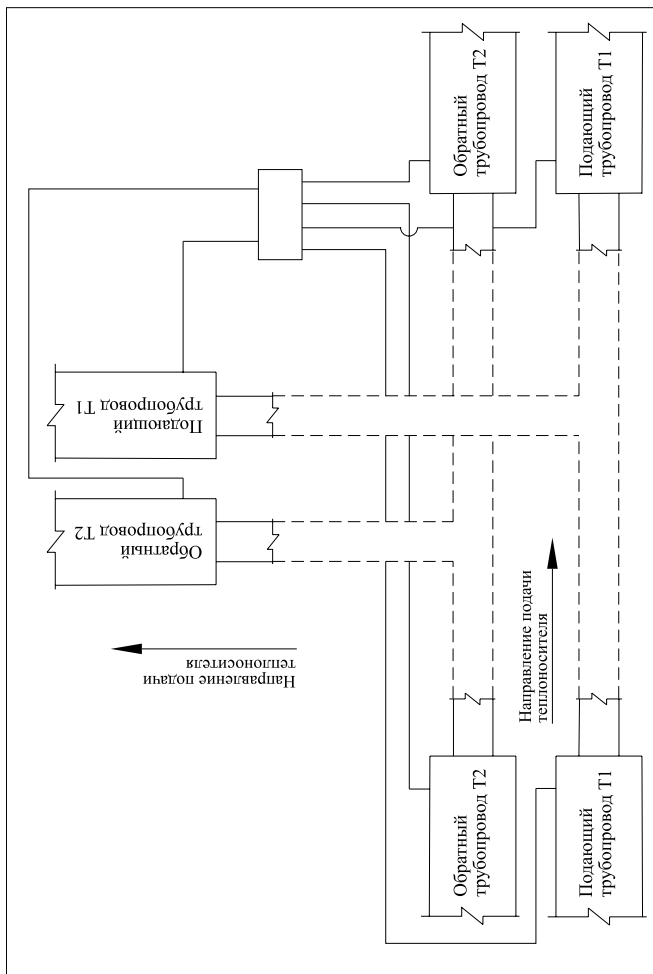 Обратный
трубопровод Т2
Подающий
трубопровод Т1
Подающий
трубопровод Т1
Обратный
трубопровод Т2
Направление подачи
теплоносителя
Направление подачи
теплоносителя
Обратный
трубопровод Т2
Подающий
трубопровод Т1